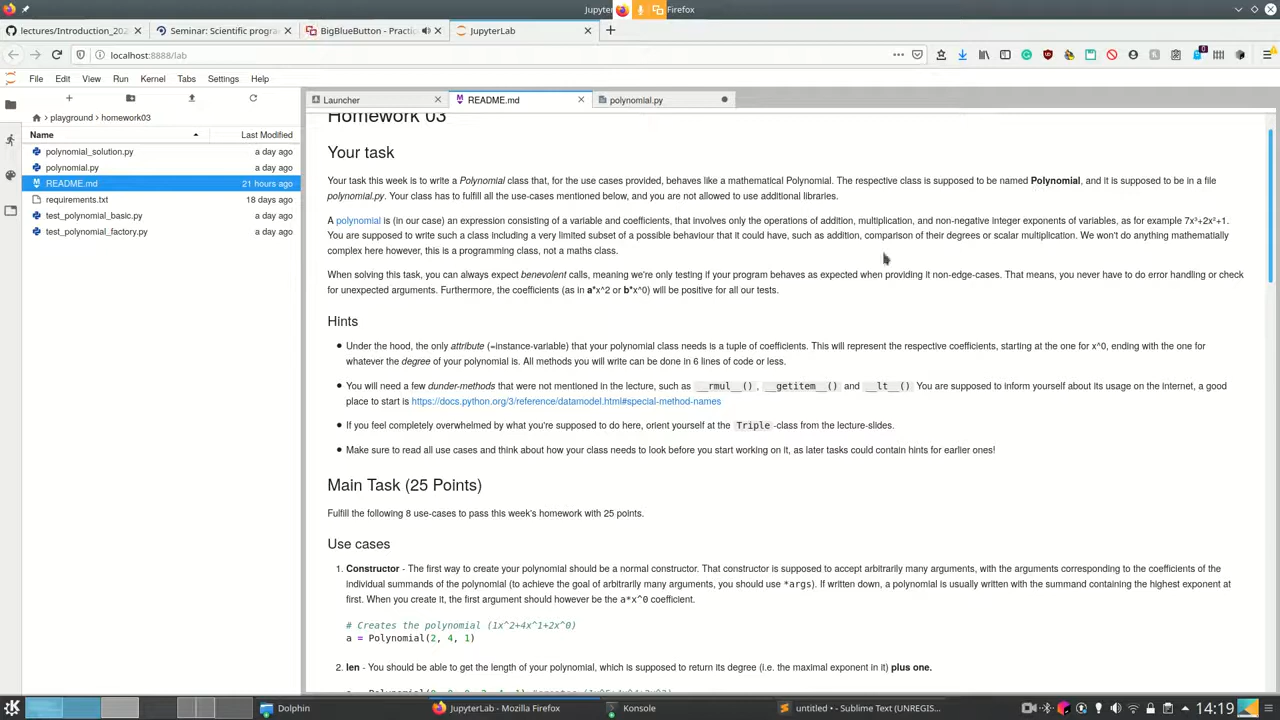 JupyterLab - Mozilla Firefox
lectures/Introduction_202
Seminar: Scientific progra
BigBlueButton - Practic
JupyterLab
localhost:8888/lab
File Edit View Run Kernel Tabs Settings Help
Launcher
README.md
polynomial.py
playground > homework03
Name Last Modified
polynomial_solution.py a day ago
polynomial.py a day ago
README.md 21 hours ago
requirements.txt 18 days ago
test_polynomial_basic.py a day ago
test_polynomial_factory.py a day ago
Homework 03
Your task
Your task this week is to write a Polynomial class that, for the use cases provided, behaves like a mathematical Polynomial. The respective class is supposed to be named Polynomial, and it is supposed to be in a file
polynomial.py. Your class has to fulfill all the use-cases mentioned below, and you are not allowed to use additional libraries.
A polynomial is (in our case) an expression consisting of a variable and coefficients, that involves only the operations of addition, multiplication, and non-negative integer exponents of variables, as for example 7x³+2x²+1.
You are supposed to write such a class including a very limited subset of a possible behaviour that it could have, such as addition, comparison of their degrees or scalar multiplication. We won't do anything mathematially
complex here however, this is a programming class, not a maths class.
When solving this task, you can always expect benevolent calls, meaning we're only testing if your program behaves as expected when providing it non-edge-cases. That means, you never have to do error handling or check
for unexpected arguments. Furthermore, the coefficients (as in a*x^2 or b*x^0) will be positive for all our tests.
Hints
• Under the hood, the only attribute (=instance-variable) that your polynomial class needs is a tuple of coefficients. This will represent the respective coefficients, starting at the one for x^0, ending with the one for
whatever the degree of your polynomial is. All methods you will write can be done in 6 lines of code or less.
• You will need a few dunder-methods that were not mentioned in the lecture, such as __rmul__() , __getitem__() and __lt__() You are supposed to inform yourself about its usage on the internet, a good
place to start is https://docs.python.org/3/reference/datamodel.html#special-method-names
• If you feel completely overwhelmed by what you're supposed to do here, orient yourself at the Triple -class from the lecture-slides.
• Make sure to read all use cases and think about how your class needs to look before you start working on it, as later tasks could contain hints for earlier ones!
Main Task (25 Points)
Fulfill the following 8 use-cases to pass this week's homework with 25 points.
Use cases
1. Constructor - The first way to create your polynomial should be a normal constructor. That constructor is supposed to accept arbitrarily many arguments, with the arguments corresponding to the coefficients of the
individual summands of the polynomial (to achieve the goal of arbitrarily many arguments, you should use *args). If written down, a polynomial is usually written with the summand containing the highest exponent at
first. When you create it, the first argument should however be the a*x^0 coefficient.
# Creates the polynomial (1x^2+4x^1+2x^0)
a = Polynomial(2, 4, 1)
2. len - You should be able to get the length of your polynomial, which is supposed to return its degree (i.e. the maximal exponent in it) plus one.
Dolphin
JupyterLab - Mozilla Firefox
Konsole
untitled • - Sublime Text (UNREGIS...
14:19